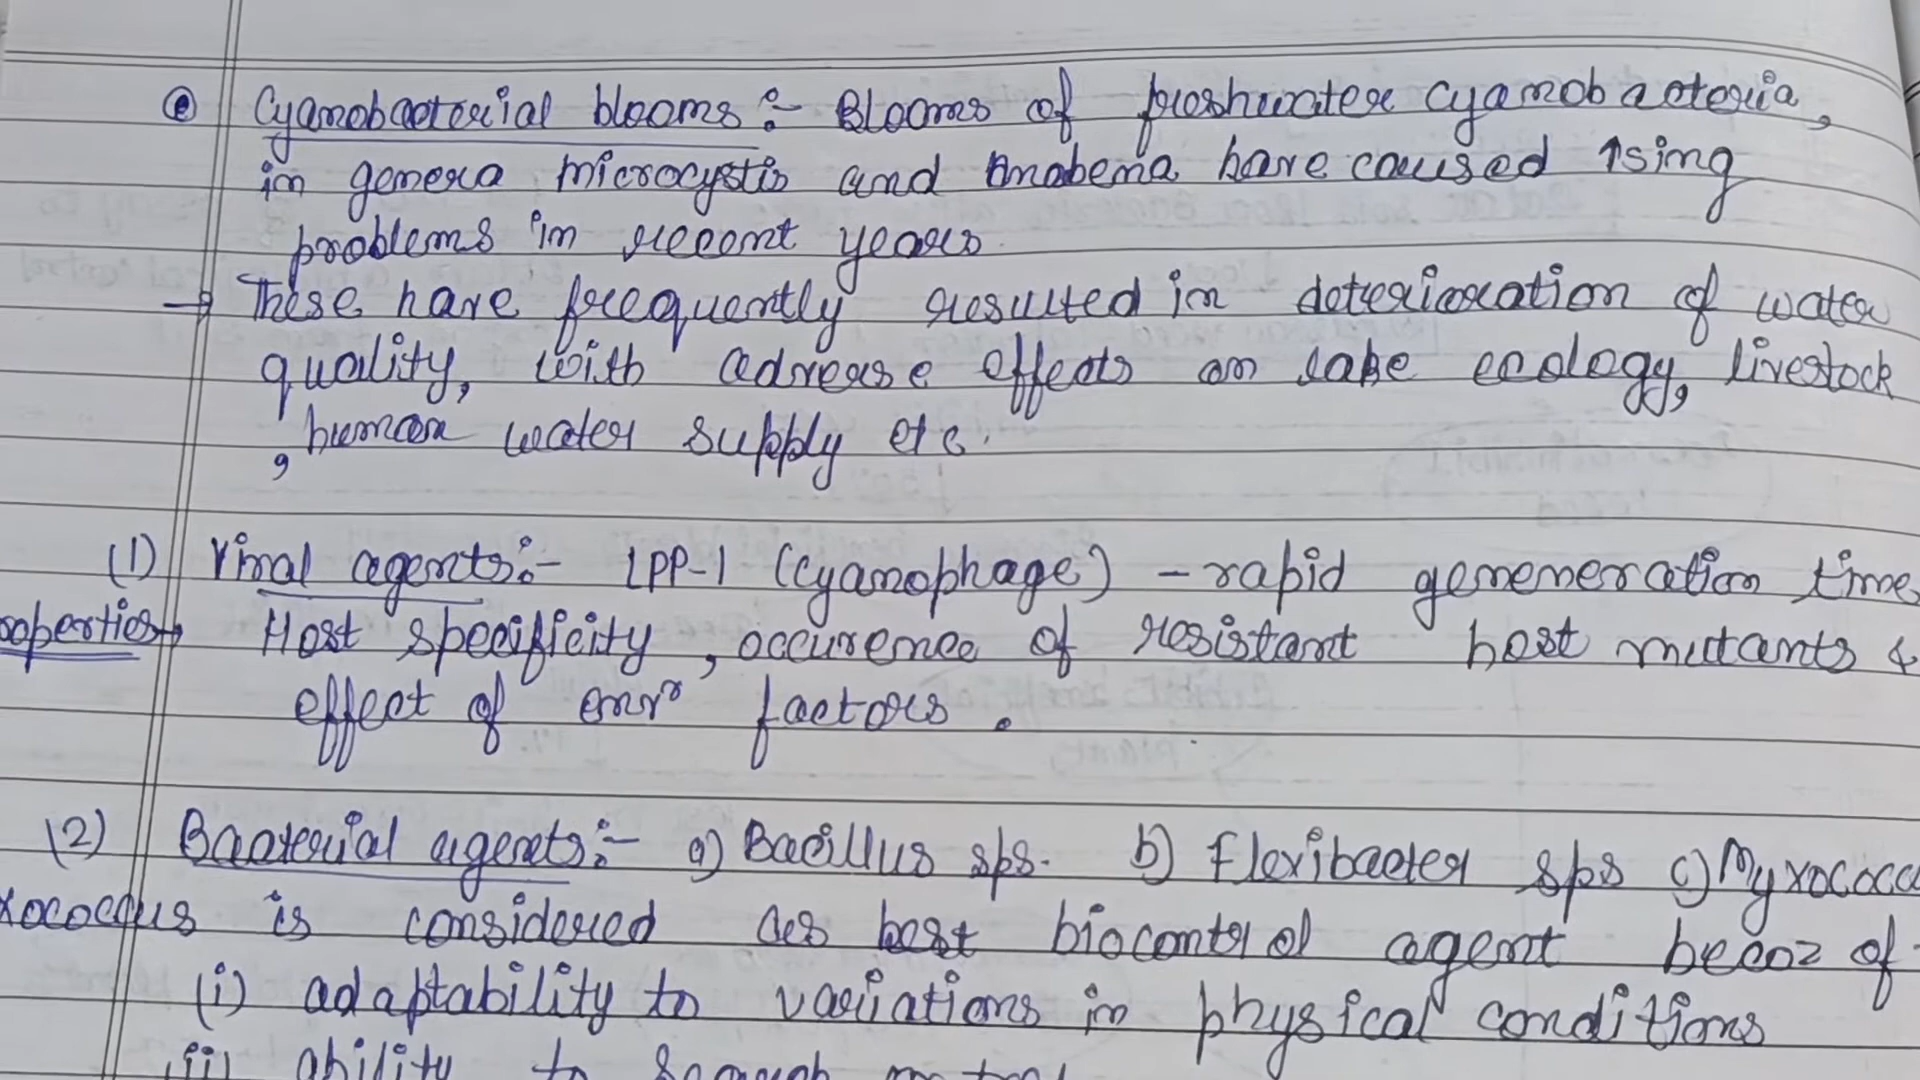 (e) Cyanobacterial blooms :- Blooms of freshwater cyanobacteria,
in genera microcystis and Anabena have caused rising
problems in recent years
→ These have frequently resulted in deterioration of water
quality, with adverse effects on lake ecology, livestock
, human water supply etc.
(1) Viral agents :- LPP-1 (cyanophage) - rapid genemeration time,
operties → Host specificity, occurence of resistant host mutants &
effect of envr factors.
(2) Bacterial agents :- a) Bacillus sps. b) Flexibacter sps c) Myxococc
xococcus is considered as best biocontrol agent becoz of
(i) adaptability to variations in physical conditions
(ii) ability to search